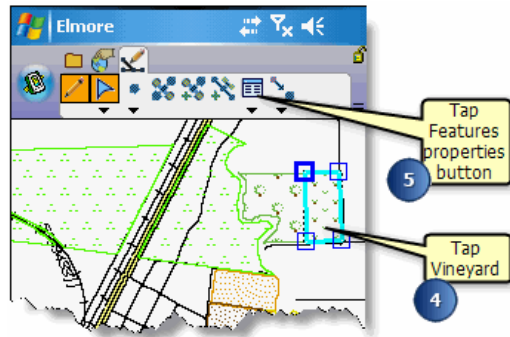 Elmore
Tap
Features
properties
button
5
Tap
Vineyard
4